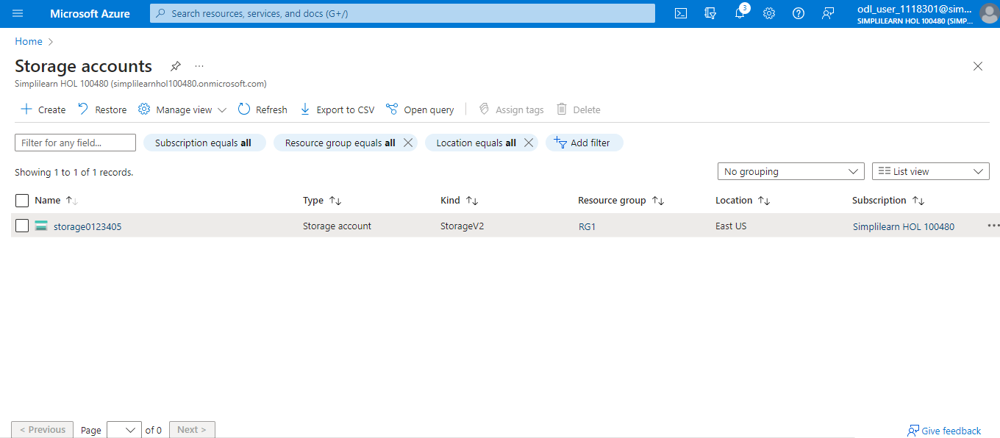 Microsoft Azure
Search resources, services, and docs (G+/)
3
odl_user_1118301@sim...
SIMPLILEARN HOL 100480 (SIMP...
Home
Storage accounts
Simplilearn HOL 100480 (simplilearnhol100480.onmicrosoft.com)
Create Restore Manage view Refresh Export to CSV Open query Assign tags Delete
Filter for any field... Subscription equals all Resource group equals all Location equals all Add filter
Showing 1 to 1 of 1 records. No grouping List view
Name Type Kind Resource group Location Subscription
storage0123405 Storage account StorageV2 RG1 East US Simplilearn HOL 100480
< Previous Page of 0 Next > Give feedback